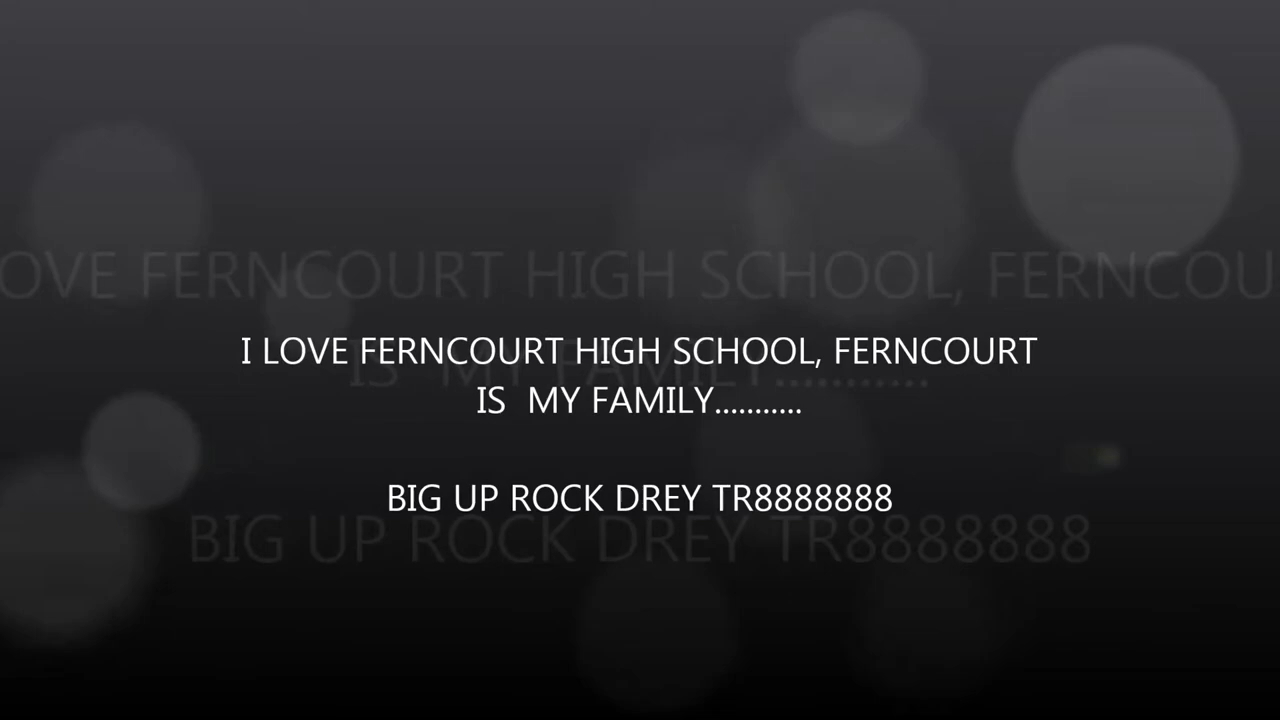 I LOVE FERNCOURT HIGH SCHOOL, FERNCOURT
IS  MY FAMILY...........
BIG UP ROCK DREY TR8888888